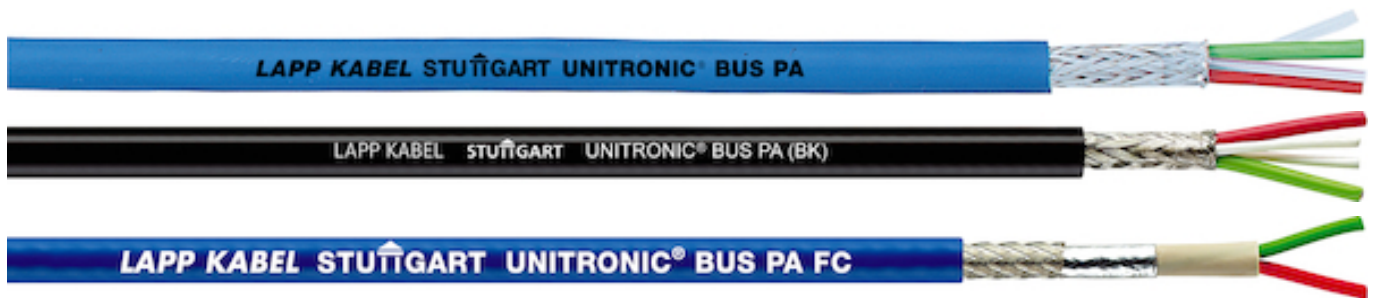 LAPP KABEL STUTTGART UNITRONIC® BUS PA
LAPP KABEL STUTTGART UNITRONIC® BUS PA (BK)
LAPP KABEL STUTTGART UNITRONIC® BUS PA FC